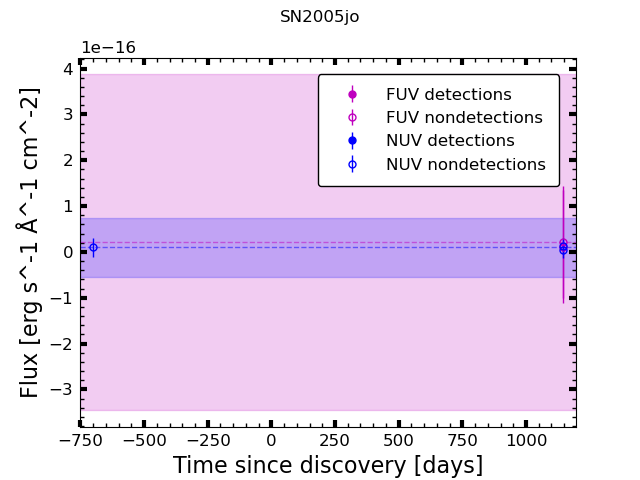 SN2005jo
1e−16
4
3
2
1
0
−1
−2
−3
Flux [erg s^-1 Å^-1 cm^-2]
FUV detections
FUV nondetections
NUV detections
NUV nondetections
−750 −500 −250 0 250 500 750 1000
Time since discovery [days]